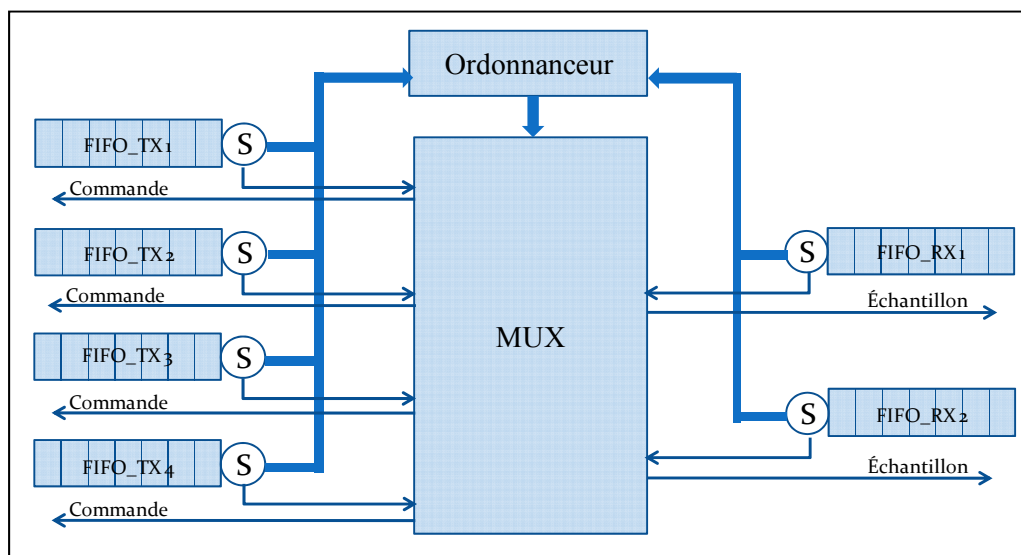 Ordonnanceur
FIFO_TX1
S
Commande
FIFO_TX2
S
Commande
FIFO_TX3
S
Commande
FIFO_TX4
S
Commande
MUX
S
FIFO_RX1
Échantillon
S
FIFO_RX2
Échantillon